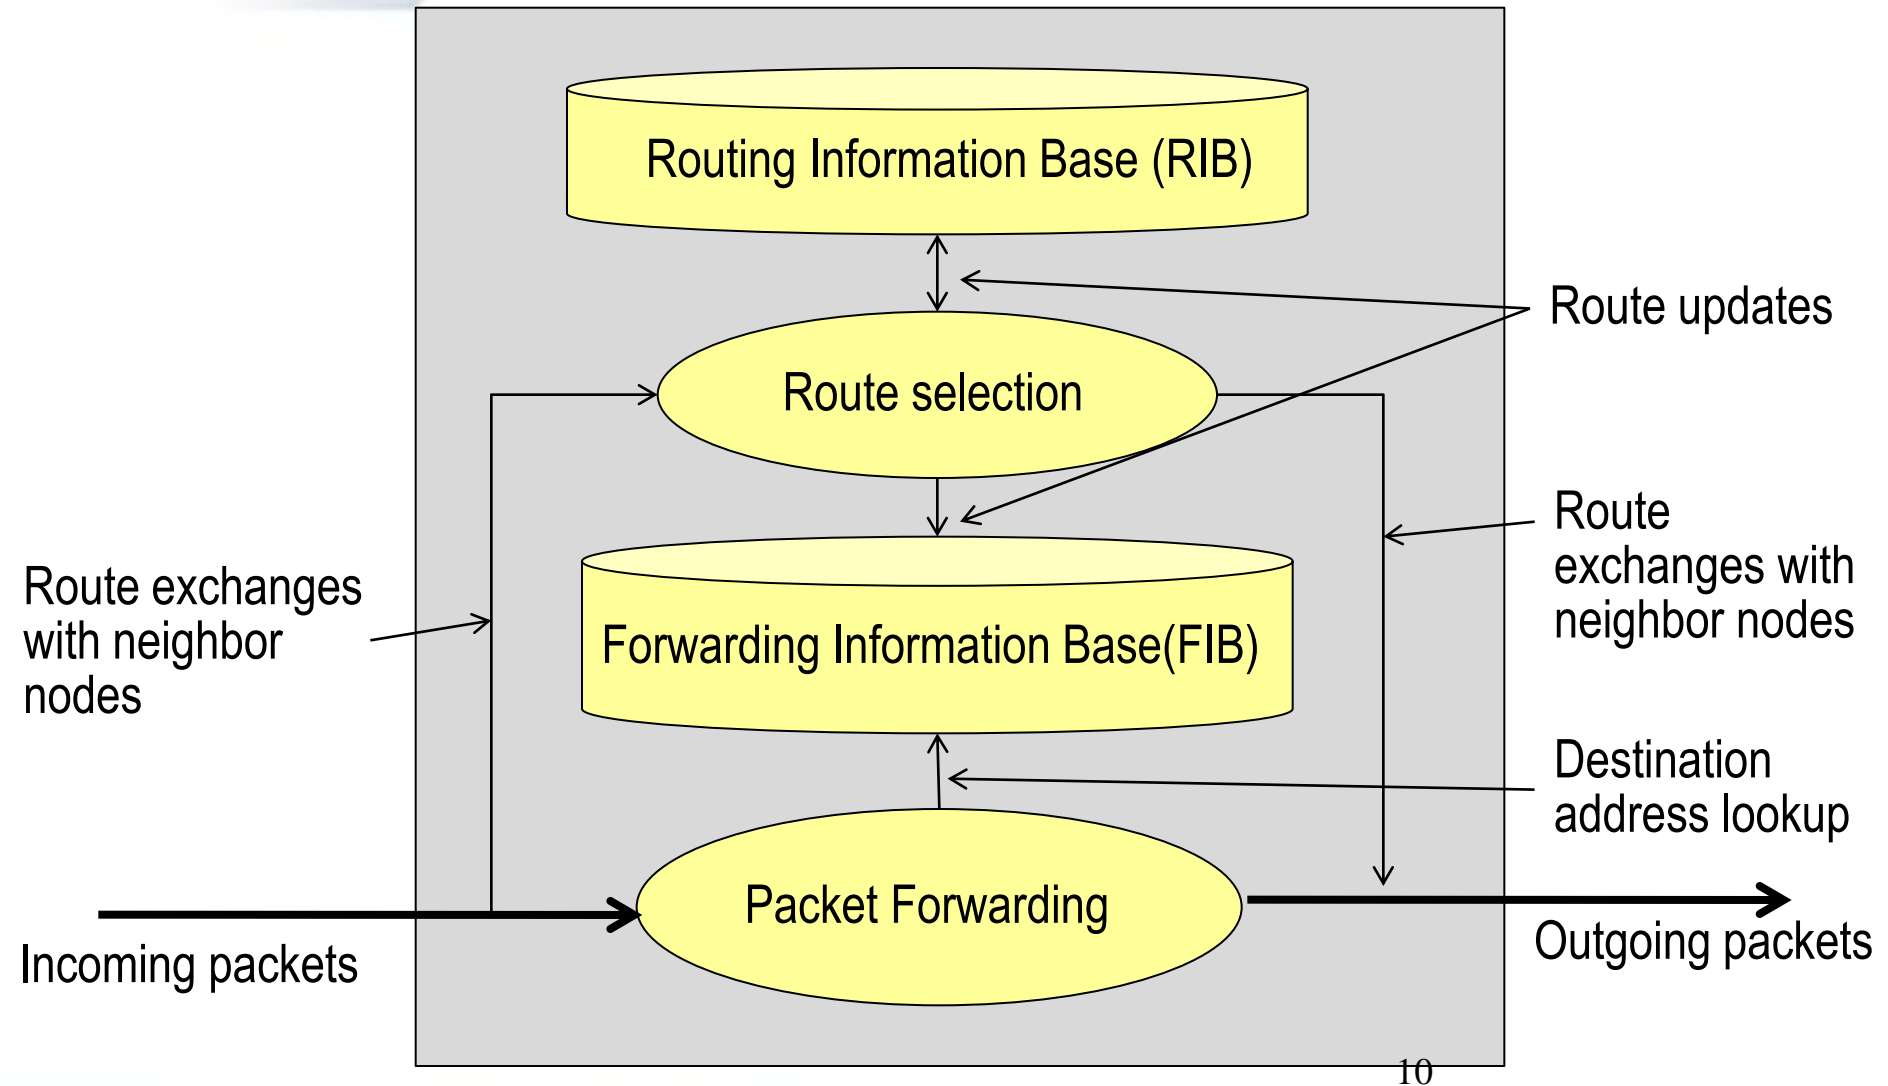 Routing Information Base (RIB)
Route updates
Route selection
Route
exchanges with
neighbor nodes
Route exchanges
with neighbor
nodes
Forwarding Information Base(FIB)
Destination
address lookup
Packet Forwarding
Incoming packets
Outgoing packets
10